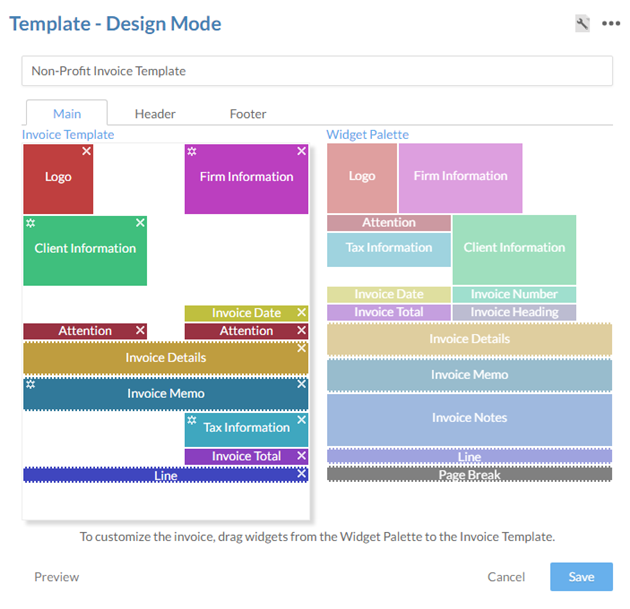 Template - Design Mode
Non-Profit Invoice Template
Main Header Footer
Invoice Template Widget Palette
Logo Firm Information Logo Firm Information
Attention
Client Information Tax Information Client Information
Invoice Date Invoice Number
Invoice Date Invoice Total Invoice Heading
Attention Attention
Invoice Details Invoice Details
Invoice Memo Invoice Memo
Tax Information Invoice Notes
Invoice Total Line
Line Page Break
To customize the invoice, drag widgets from the Widget Palette to the Invoice Template.
Preview Cancel Save